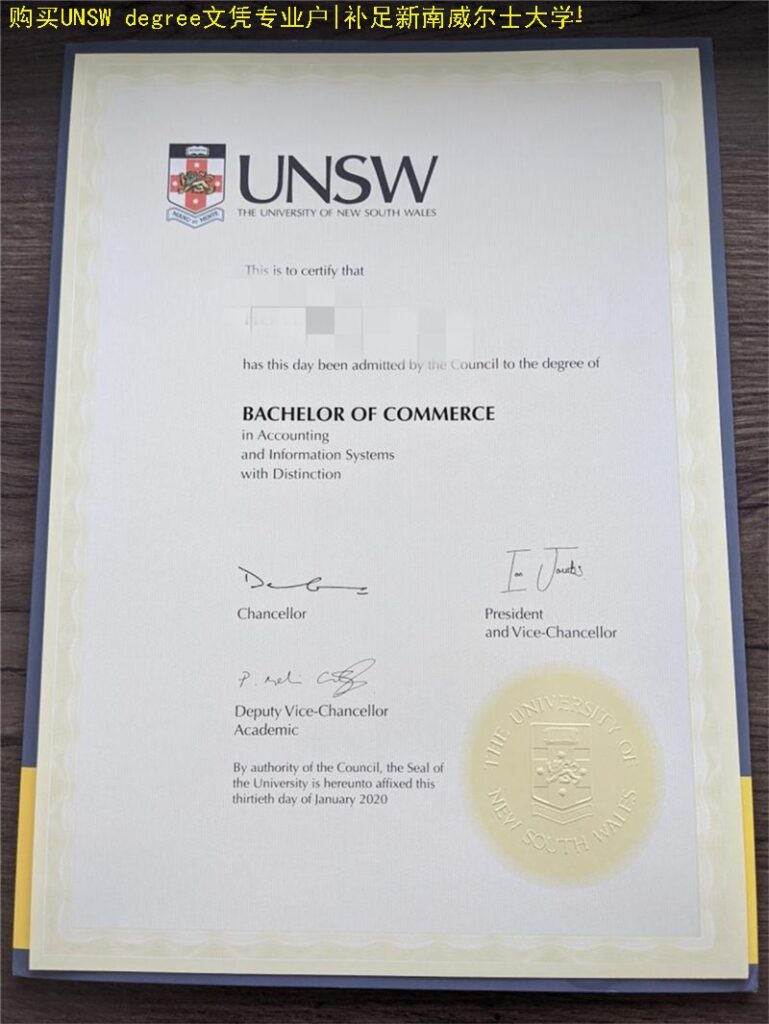 购买UNSW degree文凭专业户|补足新南威尔士大学!
UNSW
THE UNIVERSITY OF NEW SOUTH WALES
This is to certify that
has this day been admitted by the Council to the degree of
BACHELOR OF COMMERCE
in Accounting
and Information Systems
with Distinction
Ian Jacobs
Chancellor
President
and Vice-Chancellor
Deputy Vice-Chancellor
Academic
By authority of the Council, the Seal of
the University is hereunto affixed this
thirtieth day of January 2020
THE UNIVERSITY OF
NEW SOUTH WALES